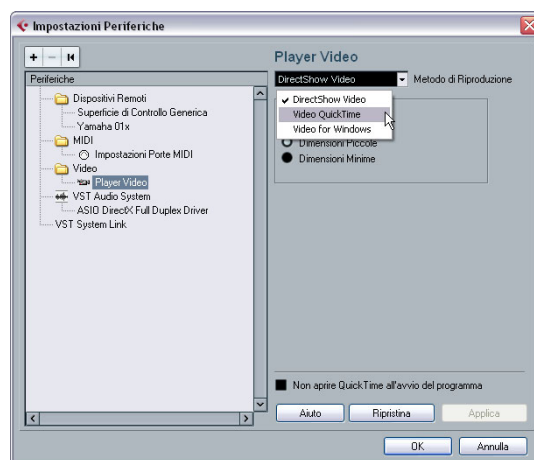 Impostazioni Periferiche
Periferiche
Dispositivi Remoti
Superficie di Controllo Generica
Yamaha 01x
MIDI
Impostazioni Porte MIDI
Video
Player Video
VST Audio System
ASIO DirectX Full Duplex Driver
VST System Link
Player Video
DirectShow Video
Metodo di Riproduzione
DirectShow Video
Video QuickTime
Video for Windows
Dimensioni Piccole
Dimensioni Minime
Non aprire QuickTime all'avvio del programma
Aiuto
Ripristina
Applica
OK
Annulla